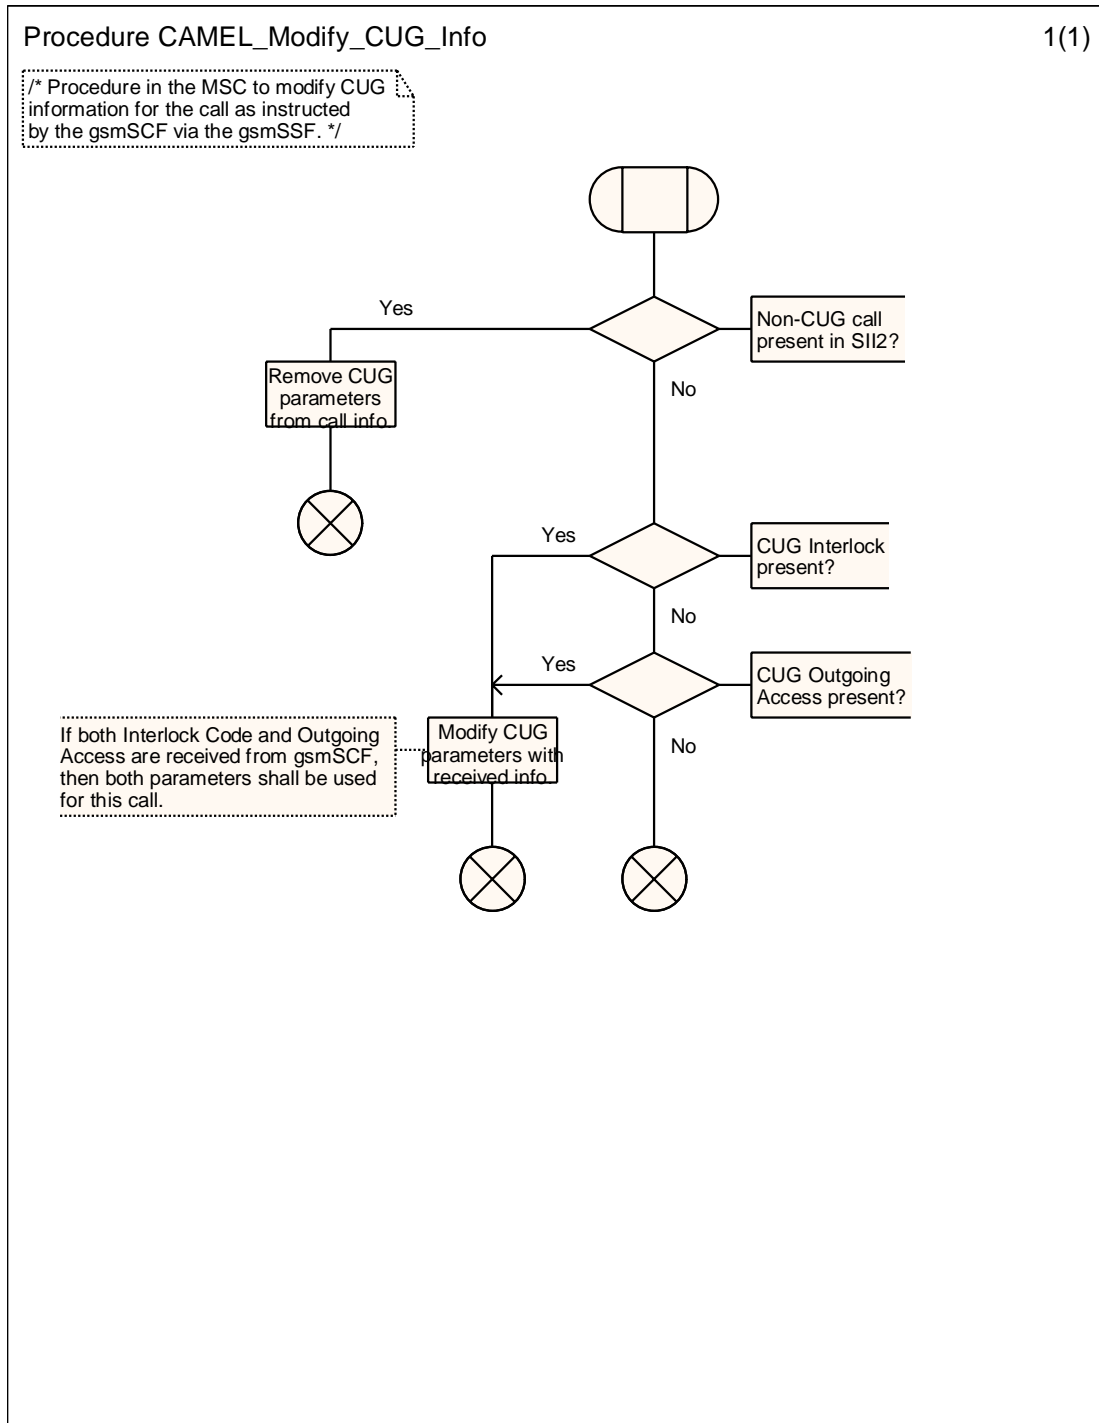 Procedure CAMEL_Modify_CUG_Info
1(1)
/* Procedure in the MSC to modify CUG
information for the call as instructed
by the gsmSCF via the gsmSSF. */
Yes
Non-CUG call
present in SII2?
Remove CUG
parameters
from call info.
No
Yes
CUG Interlock
present?
No
Yes
CUG Outgoing
Access present?
If both Interlock Code and Outgoing
Access are received from gsmSCF,
then both parameters shall be used
for this call.
Modify CUG
parameters with
received info.
No